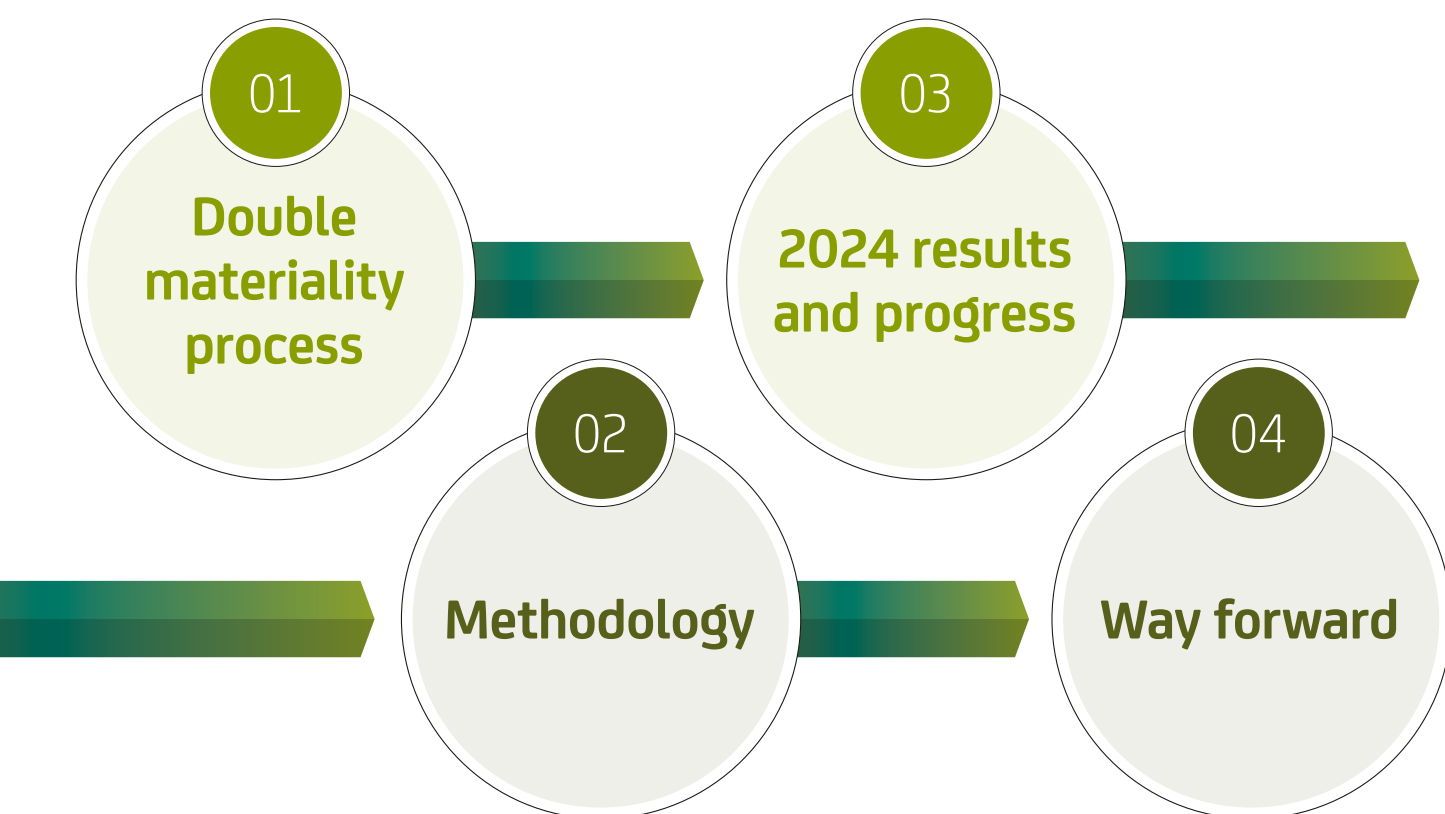 01
Double
materiality
process
02
Methodology
03
2024 results
and progress
04
Way forward